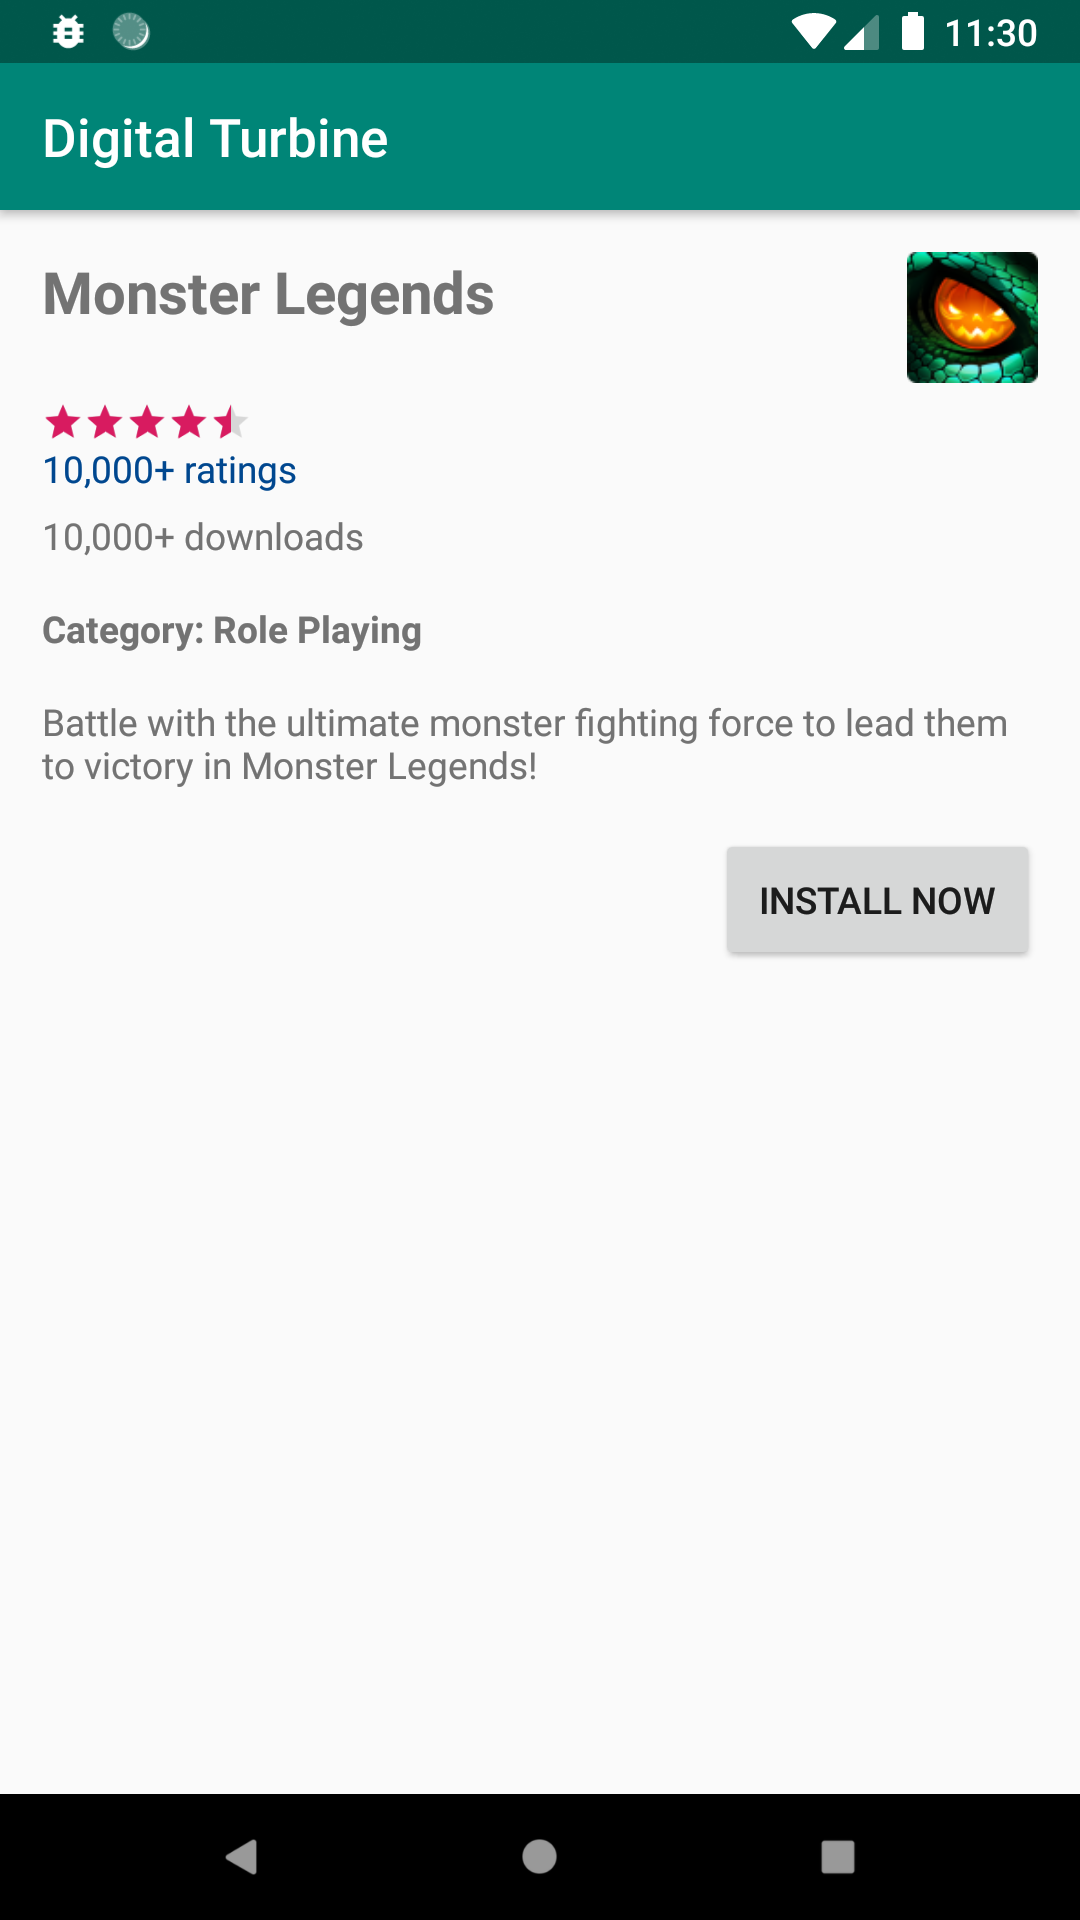 11:30
Digital Turbine
Monster Legends
10,000+ ratings
10,000+ downloads
Category: Role Playing
Battle with the ultimate monster fighting force to lead them
to victory in Monster Legends!
INSTALL NOW